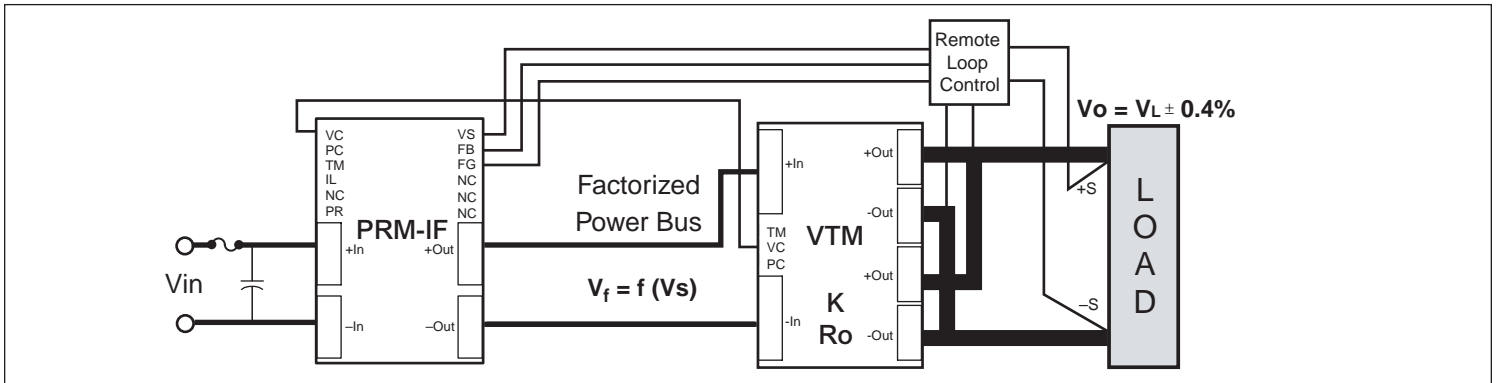 Remote
Loop
Control
Vo = VL ± 0.4%
VC
PC
TM
IL
NC
PR
VS
FB
FG
NC
NC
NC
PRM-IF
+In
–In
+Out
–Out
Vin
Factorized
Power Bus
Vf = f (Vs)
+In
TM
VC
PC
-In
VTM
K
Ro
+Out
-Out
+Out
-Out
+S
–S
L
O
A
D